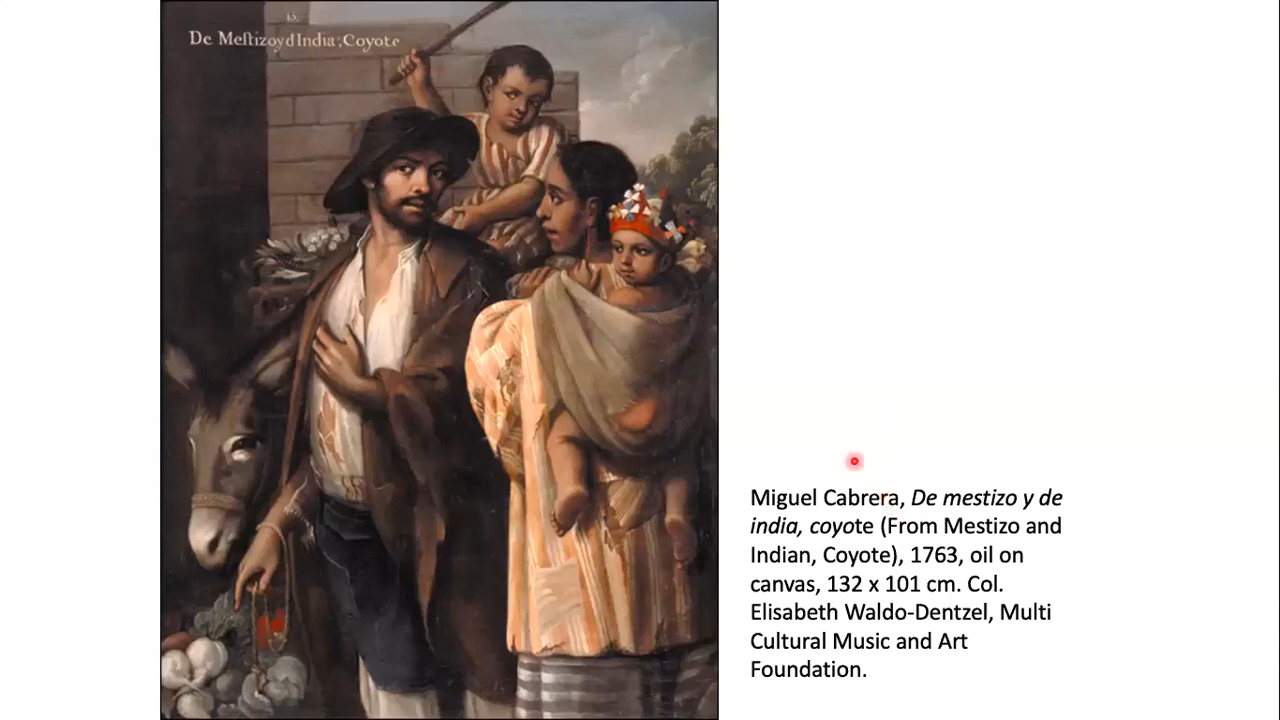 15.
De Mestizo y d India; Coyote
Miguel Cabrera, De mestizo y de
india, coyote (From Mestizo and
Indian, Coyote), 1763, oil on
canvas, 132 x 101 cm. Col.
Elisabeth Waldo-Dentzel, Multi
Cultural Music and Art
Foundation.